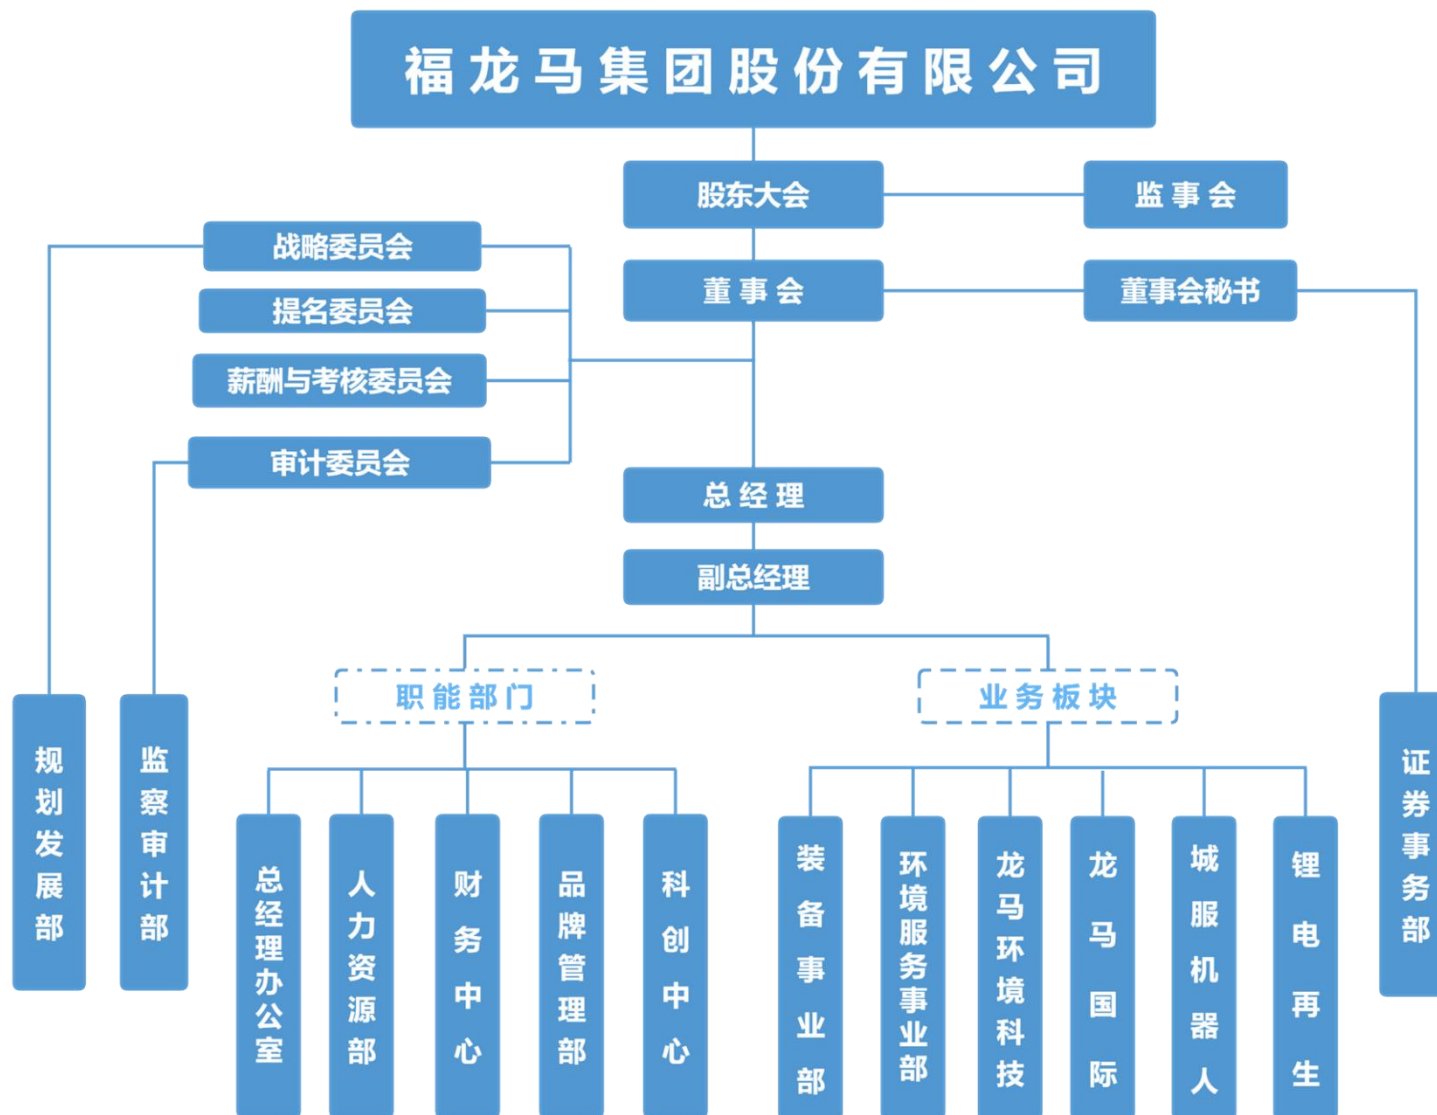 福龙马集团股份有限公司
股东大会
监事会
战略委员会
董事会
董事会秘书
提名委员会
薪酬与考核委员会
审计委员会
总经理
副总经理
职能部门
业务板块
规划发展部
监察审计部
总经理办公室
人力资源部
财务中心
品牌管理部
科创中心
装备事业部
环境服务事业部
龙马环境科技
龙马国际
城服机器人
锂电再生
证券事务部